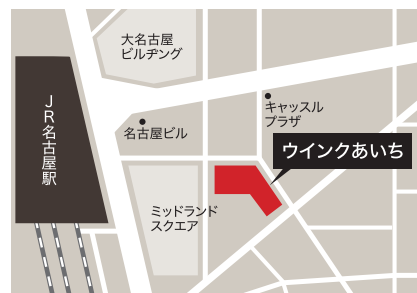 大名古屋
ビルヂング
JR名古屋駅
キャッスル
プラザ
名古屋ビル
ウインクあいち
ミッドランド
スクエア